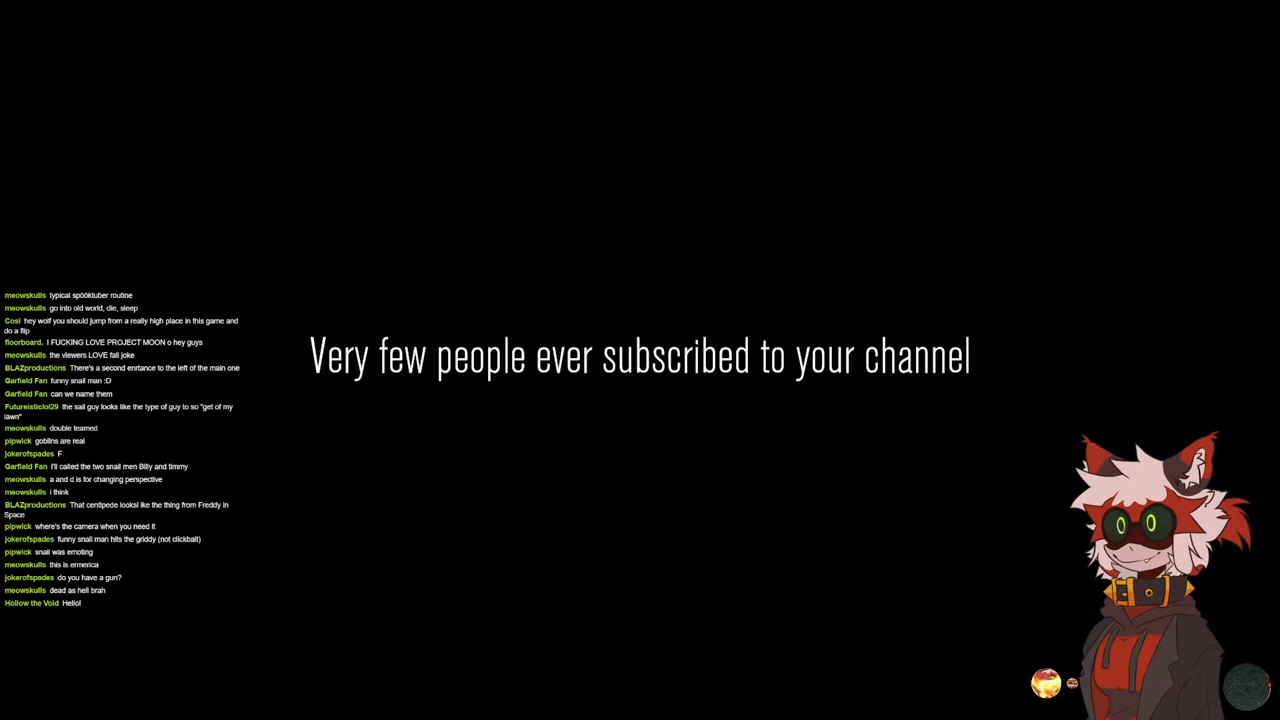 meowskulls typical spööktuber routine
meowskulls go into old world, die, sleep
Cosl hey wolf you should jump from a really high place in this game and
do a flip
floorboard. I FUCKING LOVE PROJECT MOON o hey guys
meowskulls the viewers LOVE fall joke
BLAZproductions There's a second enrtance to the left of the main one
Garfield Fan funny snail man :D
Garfield Fan can we name them
Futureisticlol29 the sail guy looks like the type of guy to so "get of my
lawn"
meowskulls double teamed
pipwick goblins are real
jokerofspades F
Garfield Fan I'll called the two snail men Billy and timmy
meowskulls a and d is for changing perspective
meowskulls i think
BLAZproductions That centipede looksl ike the thing from Freddy in
Space
pipwick where's the camera when you need it
jokerofspades funny snail man hits the griddy (not clickbait)
pipwick snail was emoting
meowskulls this is ermerica
jokerofspades do you have a gun?
meowskulls dead as hell brah
Hollow the Void Hello!
Very few people ever subscribed to your channel